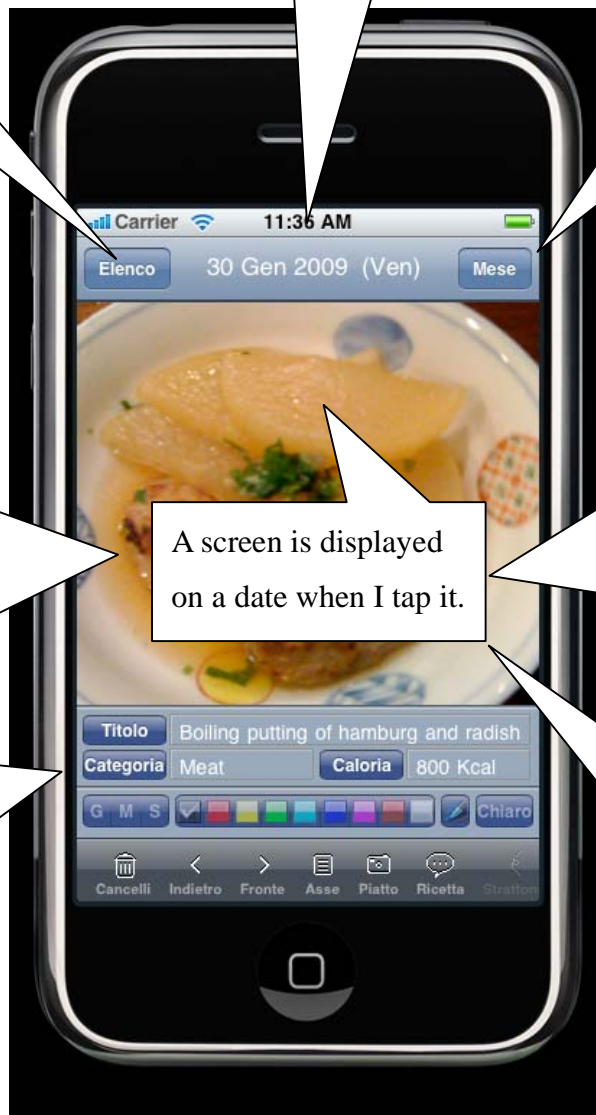 Carrier 11:36 AM
Elenco 30 Gen 2009 (Ven) Mese
A screen is displayed
on a date when I tap it.
Titolo Boiling putting of hamburg and radish
Categoria Meat Caloria 800 Kcal
G M S Chiaro
Cancelli Indietro Fronte Asse Piatto Ricetta